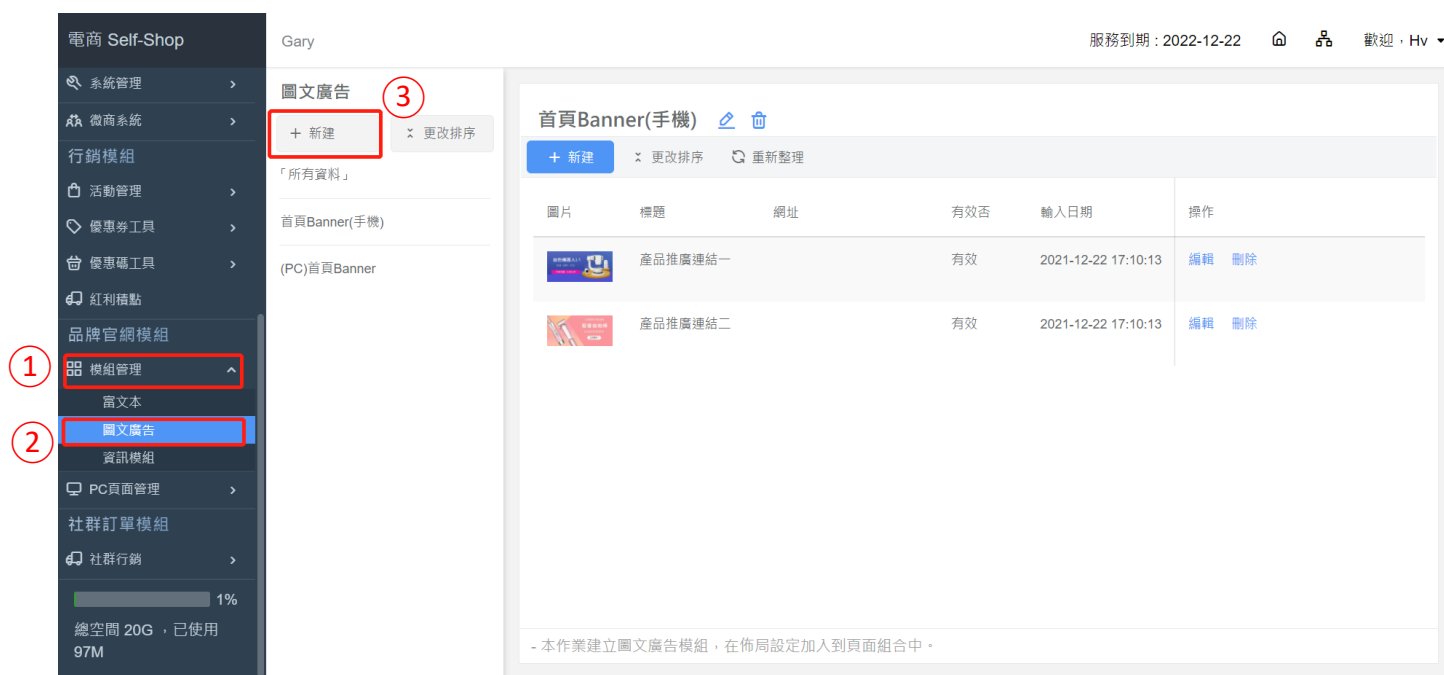 電商 Self-Shop
Gary
服務到期 : 2022-12-22
歡迎，Hv
系統管理
微商系統
行銷模組
活動管理
優惠券工具
優惠碼工具
紅利積點
品牌官網模組
1
模組管理
富文本
2
圖文廣告
資訊模組
PC頁面管理
社群訂單模組
社群行銷
1%
總空間 20G ，已使用
97M
圖文廣告
3
+ 新建
更改排序
「所有資料」
首頁Banner(手機)
(PC)首頁Banner
首頁Banner(手機)
+ 新建 更改排序 重新整理
圖片 標題 網址 有效否 輸入日期 操作
產品推廣連結一 有效 2021-12-22 17:10:13 編輯 刪除
產品推廣連結二 有效 2021-12-22 17:10:13 編輯 刪除
- 本作業建立圖文廣告模組，在佈局設定加入到頁面組合中。